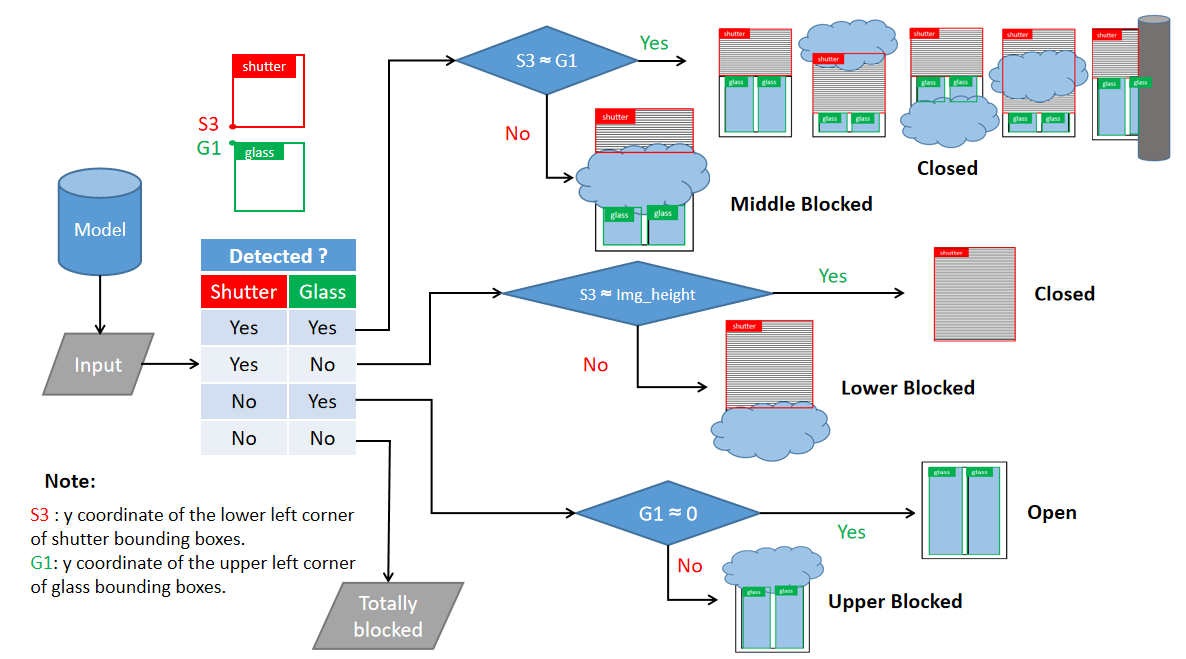 shutter
S3
G1
glass
Model
Input
Detected ?
Shutter Glass
Yes Yes
Yes No
No Yes
No No
Note:
S3 : y coordinate of the lower left corner
of shutter bounding boxes.
G1: y coordinate of the upper left corner
of glass bounding boxes.
Totally
blocked
S3 ≈ G1
Yes
No
shutter
glass glass
shutter
glass glass
shutter
glass glass
shutter
glass glass
shutter
glass glass
Closed
shutter
glass glass
Middle Blocked
S3 ≈ Img_height
Yes
No
shutter
Closed
shutter
Lower Blocked
G1 ≈ 0
Yes
No
glass glass
Open
glass glass
Upper Blocked